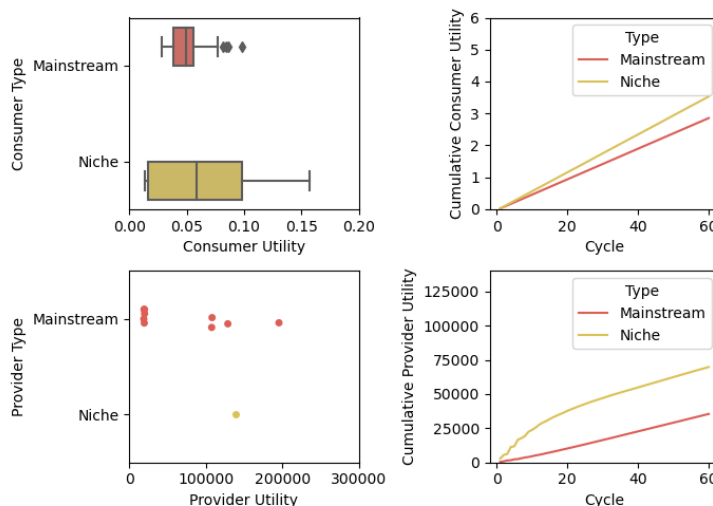 Consumer Type
Mainstream
Niche
0.00 0.05 0.10 0.15 0.20
Consumer Utility
Cumulative Consumer Utility
6
5
4
3
2
1
0
Type
Mainstream
Niche
0 20 40 60
Cycle
Provider Type
Mainstream
Niche
0 100000 200000 300000
Provider Utility
Cumulative Provider Utility
125000
100000
75000
50000
25000
0
Type
Mainstream
Niche
0 20 40 60
Cycle